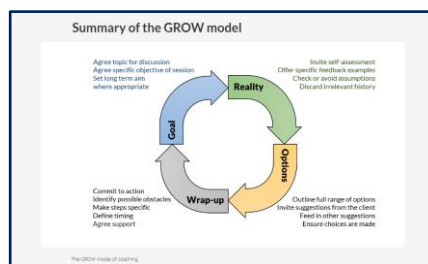 Summary of the GROW model
Agree topic for discussion
Agree specific objective of session
Set long term aim
where appropriate
Invite self-assessment
Offer specific feedback examples
Check or avoid assumptions
Discard irrelevant history
Goal
Reality
Options
Wrap-up
Commit to action
Identify possible obstacles
Make steps specific
Define timing
Agree support
Outline full range of options
Invite suggestions from the client
Feed in other suggestions
Ensure choices are made
The GROW model of coaching